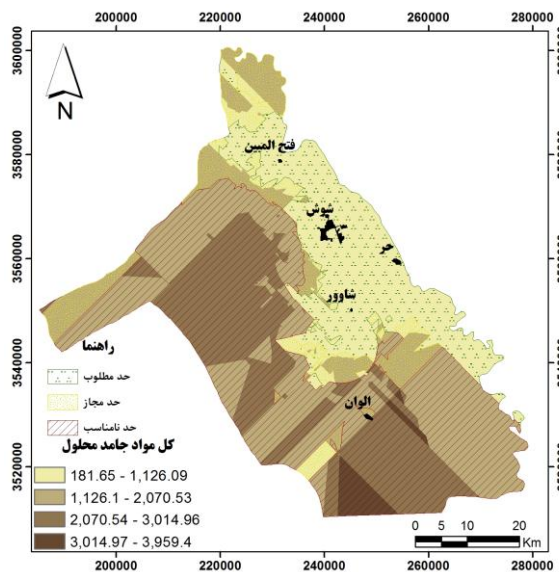 200000 220000 240000 260000 280000
3600000
3580000
3560000
3540000
3520000
N
فتح المبین
شوش
حر
شاوور
الوان
راهنما
حد مطلوب
حد مجاز
حد نامناسب
کل مواد جامد محلول
181.65 - 1,126.09
1,126.1 - 2,070.53
2,070.54 - 3,014.96
3,014.97 - 3,959.4
0 5 10 20
Km
200000 220000 240000 260000 280000